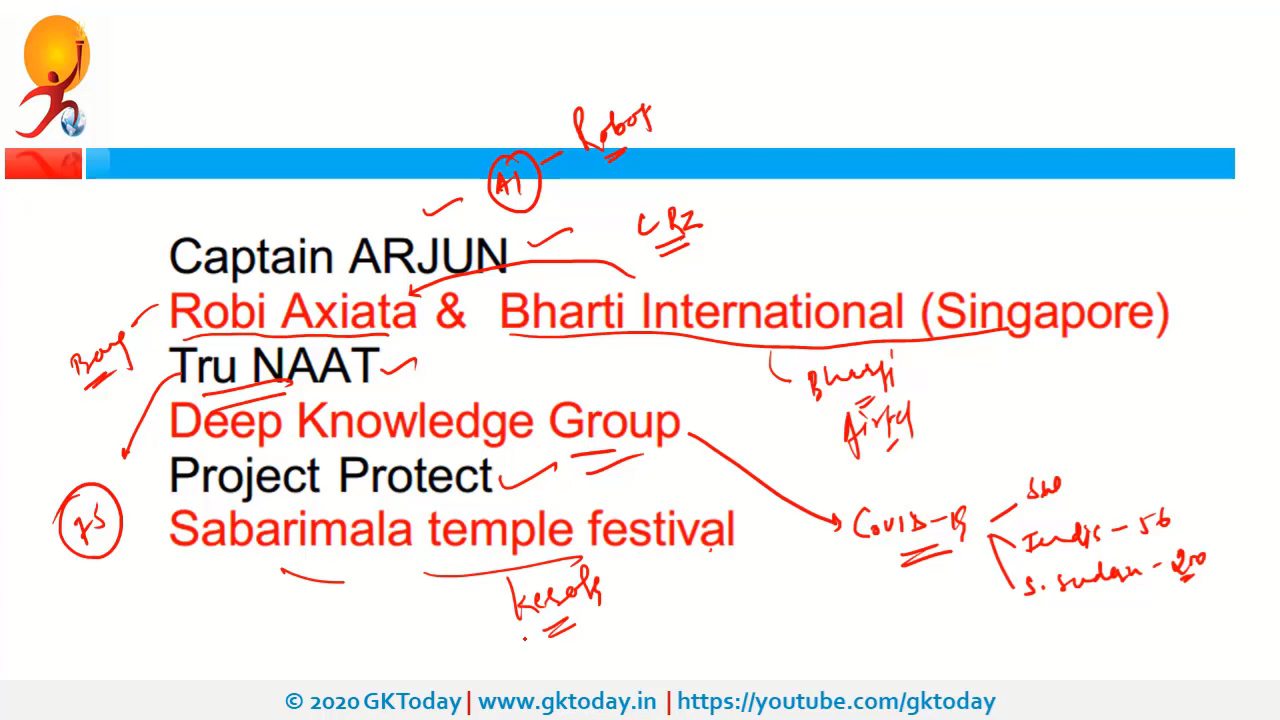 Robot
AI
CRZ
Captain ARJUN
Robi Axiata & Bharti International (Singapore)
Tru NAAT
Bharti
Airtel
Deep Knowledge Group
Project Protect
COVID-19
India - 56
S. Sudan - 200
Sabarimala temple festival
Kerala
© 2020 GKToday | www.gktoday.in | https://youtube.com/gktoday